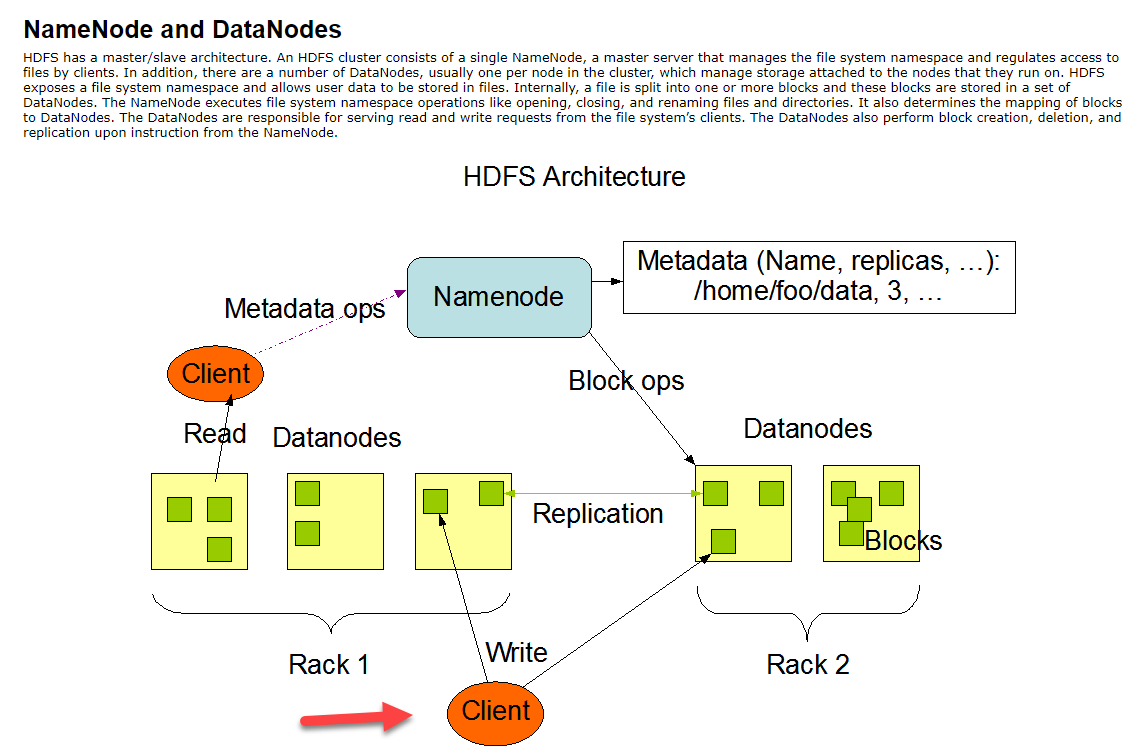 NameNode and DataNodes
HDFS has a master/slave architecture. An HDFS cluster consists of a single NameNode, a master server that manages the file system namespace and regulates access to
files by clients. In addition, there are a number of DataNodes, usually one per node in the cluster, which manage storage attached to the nodes that they run on. HDFS
exposes a file system namespace and allows user data to be stored in files. Internally, a file is split into one or more blocks and these blocks are stored in a set of
DataNodes. The NameNode executes file system namespace operations like opening, closing, and renaming files and directories. It also determines the mapping of blocks
to DataNodes. The DataNodes are responsible for serving read and write requests from the file system’s clients. The DataNodes also perform block creation, deletion, and
replication upon instruction from the NameNode.
HDFS Architecture
Metadata (Name, replicas, …):
/home/foo/data, 3, …
Namenode
Metadata ops
Client
Block ops
Read
Datanodes
Datanodes
Replication
Blocks
Write
Rack 1
Rack 2
Client